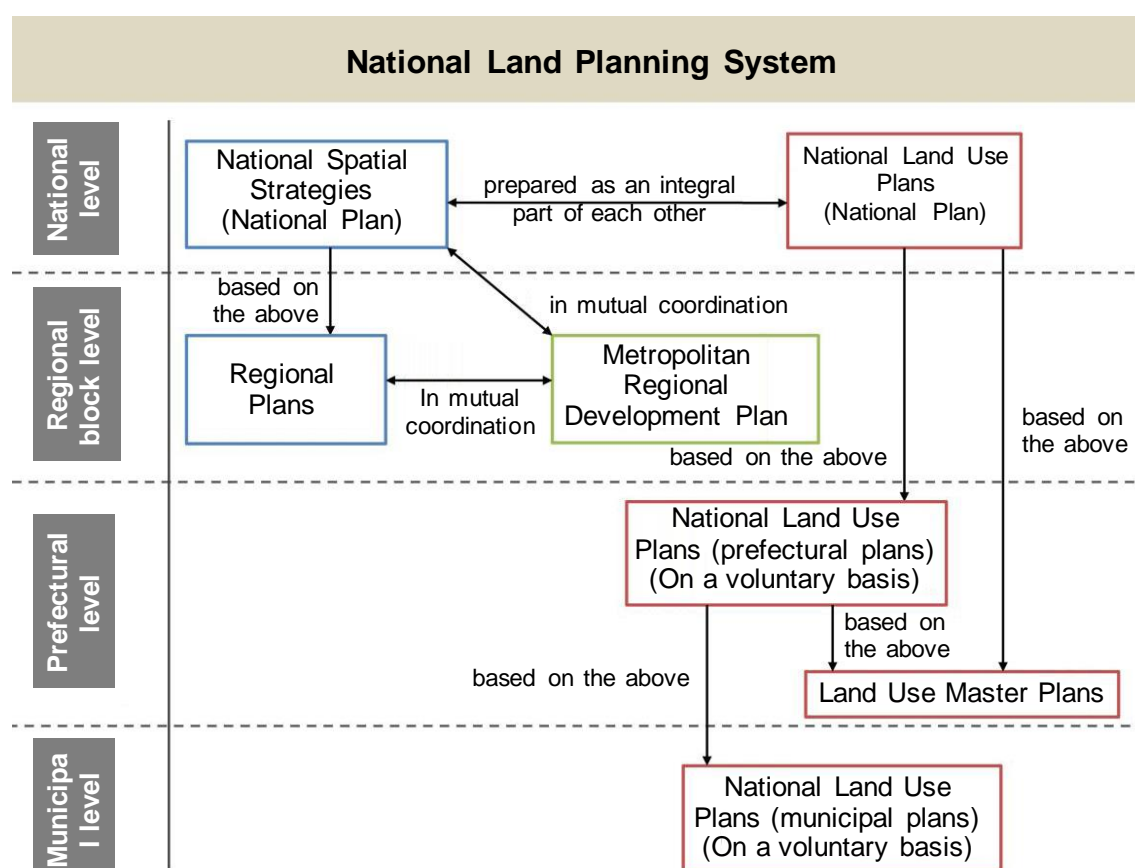 National Land Planning System
National
level
National Spatial
Strategies
(National Plan)
prepared as an integral
part of each other
National Land Use
Plans
(National Plan)
Regional
block level
based on
the above
in mutual coordination
Regional
Plans
In mutual
coordination
Metropolitan
Regional
Development Plan
based on the above
based on
the above
Prefectural
level
National Land Use
Plans (prefectural plans)
(On a voluntary basis)
based on
the above
based on the above
Land Use Master Plans
Municipa
l level
National Land Use
Plans (municipal plans)
(On a voluntary basis)